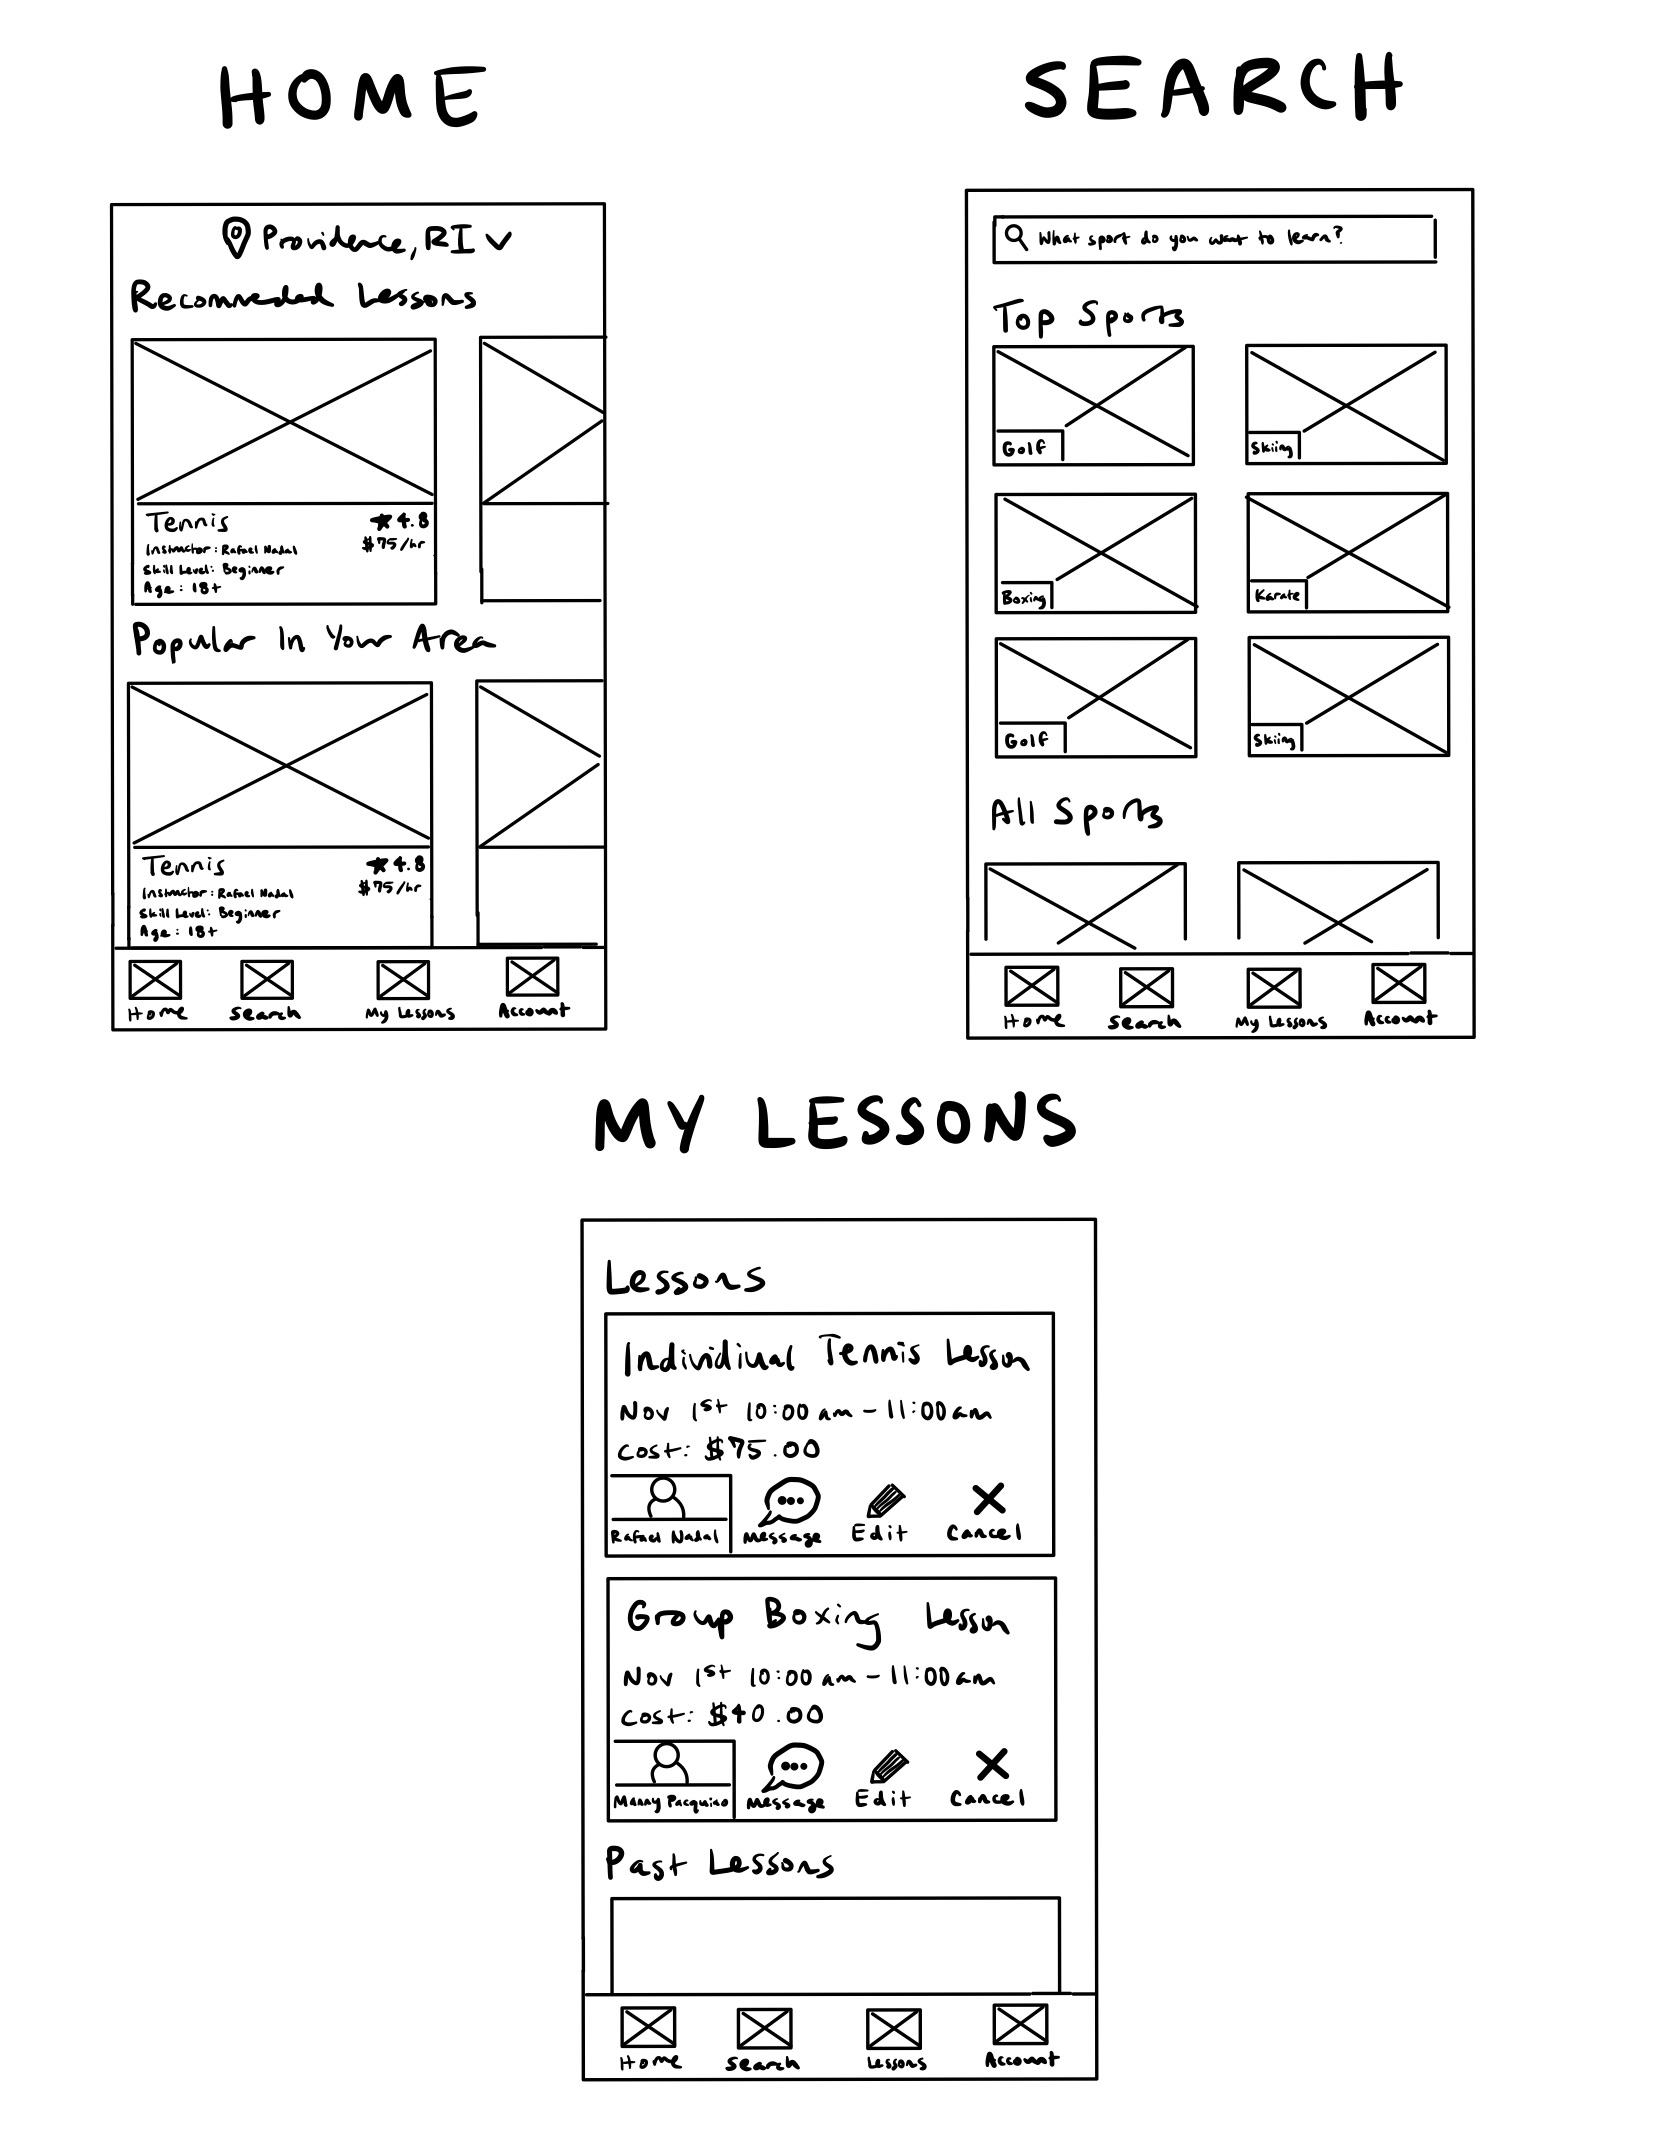 HOME
Providence, RI
Recommeded Lessons
Tennis ★4.8
Instructor: Rafael Nadal $75/hr
Skill Level: Beginner
Age: 18+
Popular In Your Area
Tennis ★4.8
Instructor: Rafael Nadal $75/hr
Skill Level: Beginner
Age: 18+
Home Search My Lessons Account
SEARCH
What sport do you want to learn?
Top Sports
Golf Skiing
Boxing Karate
Golf Skiing
All Sports
Home Search My Lessons Account
MY LESSONS
Lessons
Individiual Tennis Lesson
Nov 1st 10:00 am - 11:00 am
Cost: $75.00
Rafael Nadal Message Edit Cancel
Group Boxing Lesson
Nov 1st 10:00 am - 11:00 am
Cost: $40.00
Manny Pacquiao Message Edit Cancel
Past Lessons
Home Search Lessons Account